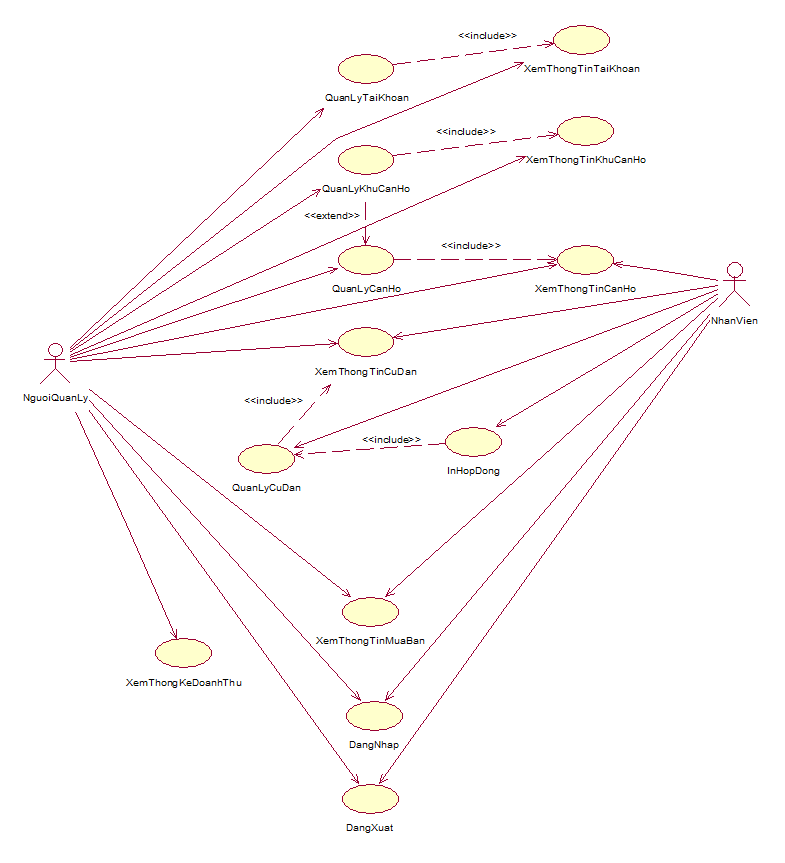 <<include>>
XemThongTinTaiKhoan
QuanLyTaiKhoan
<<include>>
XemThongTinKhuCanHo
QuanLyKhuCanHo
<<extend>>
<<include>>
QuanLyCanHo
XemThongTinCanHo
NhanVien
XemThongTinCuDan
NguoiQuanLy
<<include>>
<<include>>
InHopDong
QuanLyCuDan
XemThongTinMuaBan
XemThongKeDoanhThu
DangNhap
DangXuat